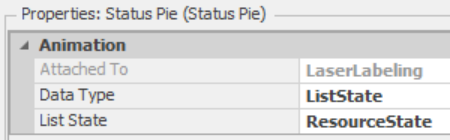 Properties: Status Pie (Status Pie)
Animation
Attached To LaserLabeling
Data Type ListState
List State ResourceState